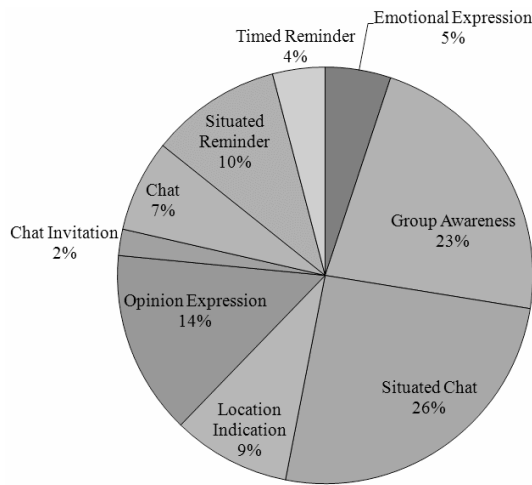 Timed Reminder
4%
Emotional Expression
5%
Situated
Reminder
10%
Chat
7%
Group Awareness
23%
Chat Invitation
2%
Opinion Expression
14%
Situated Chat
26%
Location
Indication
9%